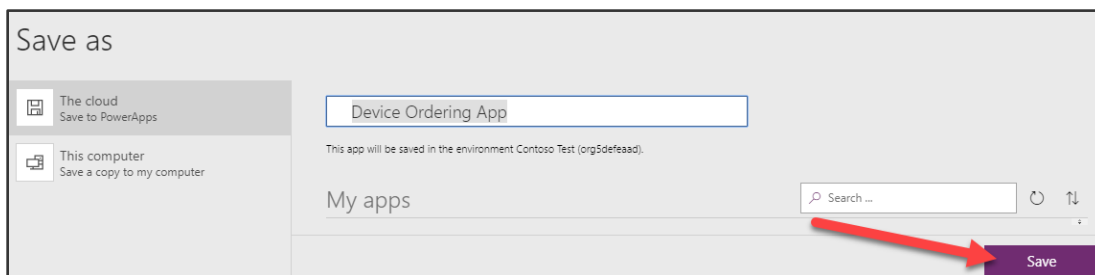 Save as
The cloud
Save to PowerApps
This computer
Save a copy to my computer
Device Ordering App
This app will be saved in the environment Contoso Test (org5defeaad).
My apps
Search ...
Save